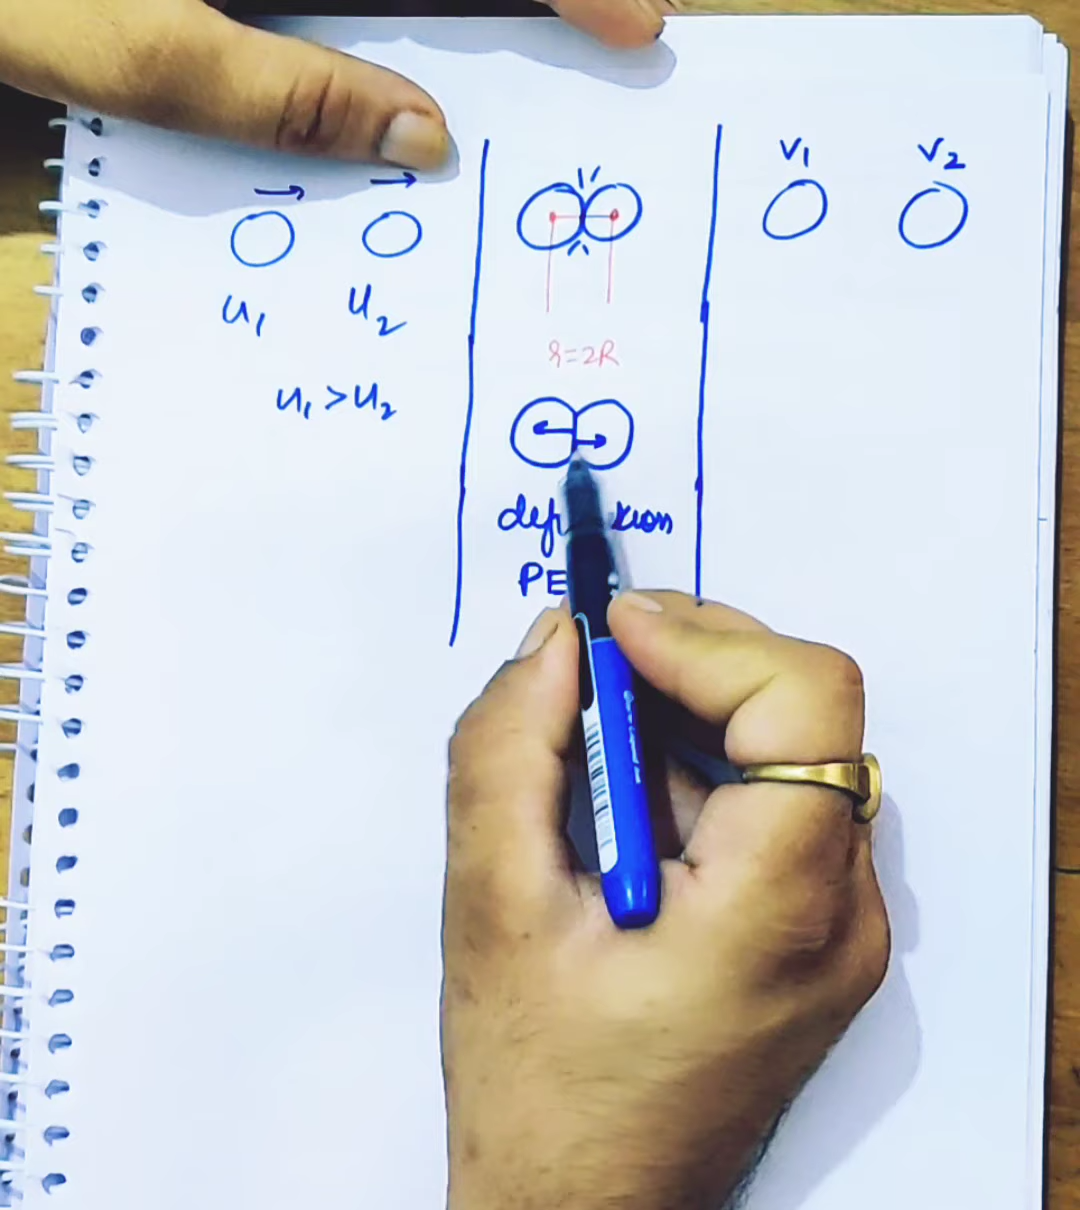 u₁ u₂
u₁ > u₂
r=2R
PE
v₁ v₂